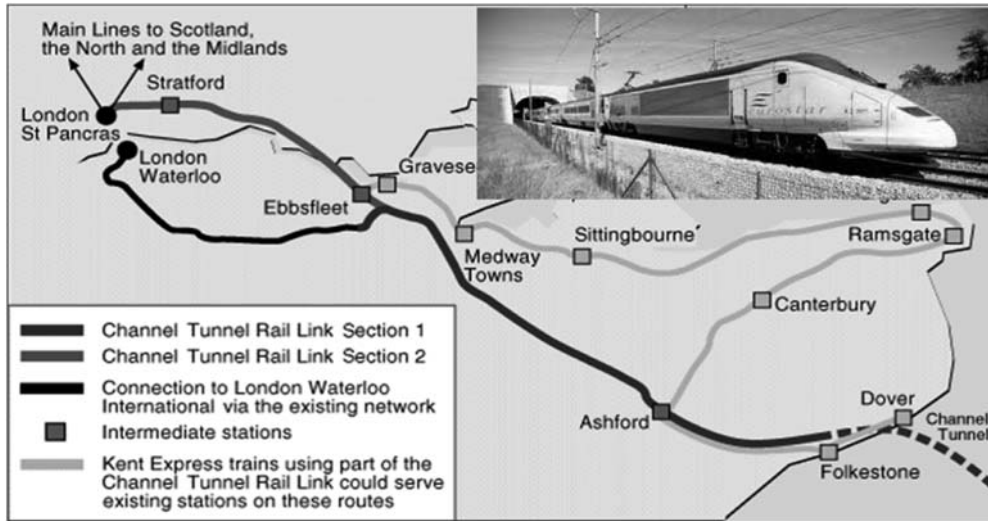 Main Lines to Scotland,
the North and the Midlands
Stratford
London
St Pancras
London
Waterloo
Gravese
Ebbsfleet
Medway
Towns
Sittingbourne
Ramsgate
Canterbury
Ashford
Dover
Channel
Tunnel
Folkestone
eurostar
Channel Tunnel Rail Link Section 1
Channel Tunnel Rail Link Section 2
Connection to London Waterloo
International via the existing network
Intermediate stations
Kent Express trains using part of the
Channel Tunnel Rail Link could serve
existing stations on these routes